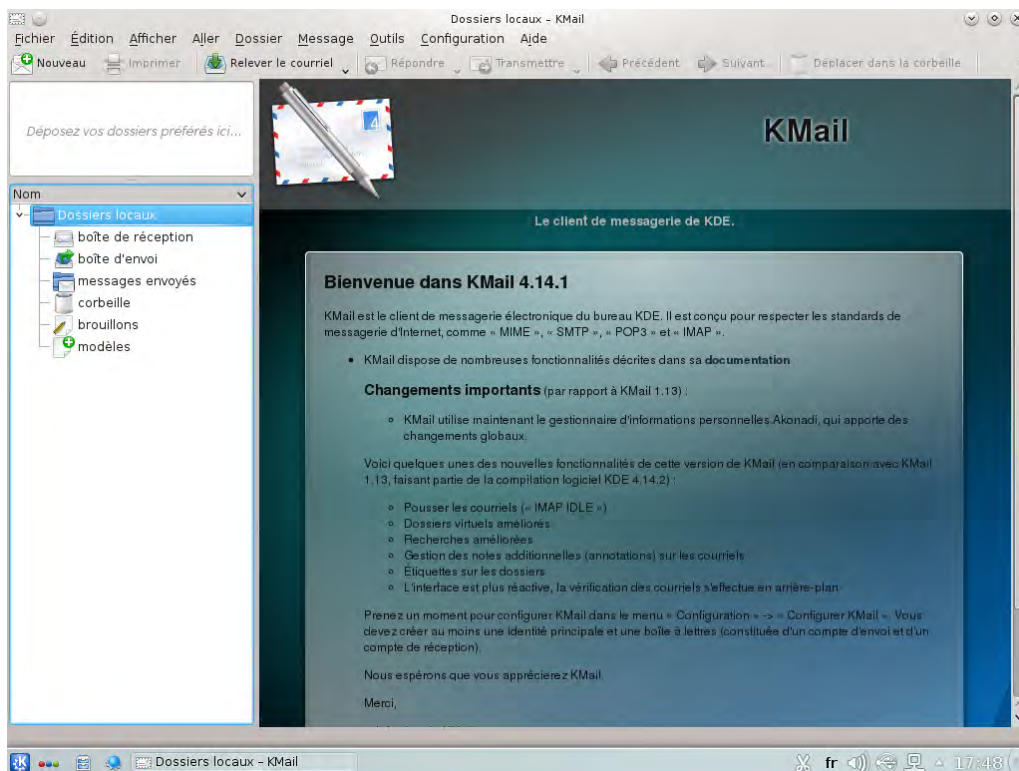 Dossiers locaux – KMail
Fichier Édition Afficher Aller Dossier Message Outils Configuration Aide
Nouveau Imprimer Relever le courriel Répondre Transmettre Précédent Suivant Déplacer dans la corbeille
Déposez vos dossiers préférés ici...
Nom
Dossiers locaux
boîte de réception
boîte d'envoi
messages envoyés
corbeille
brouillons
modèles
4
KMail
Le client de messagerie de KDE.
Bienvenue dans KMail 4.14.1
KMail est le client de messagerie électronique du bureau KDE. Il est conçu pour respecter les standards de
messagerie d'Internet, comme « MIME », « SMTP », « POP3 » et « IMAP ».
• KMail dispose de nombreuses fonctionnalités décrites dans sa documentation
Changements importants (par rapport à KMail 1.13) :
◦ KMail utilise maintenant le gestionnaire d'informations personnelles Akonadi, qui apporte des
changements globaux.
Voici quelques unes des nouvelles fonctionnalités de cette version de KMail (en comparaison avec KMail
1.13, faisant partie de la compilation logiciel KDE 4.14.2) :
◦ Pousser les courriels (« IMAP IDLE »)
◦ Dossiers virtuels améliorés
◦ Recherches améliorées
◦ Gestion des notes additionnelles (annotations) sur les courriels
◦ Étiquettes sur les dossiers
◦ L'interface est plus réactive, la vérification des courriels s'effectue en arrière-plan
Prenez un moment pour configurer KMail dans le menu « Configuration » -> « Configurer KMail ». Vous
devez créer au moins une identité principale et une boîte à lettres (constituée d'un compte d'envoi et d'un
compte de réception).
Nous espérons que vous apprécierez KMail.
Merci,
Dossiers locaux – KMail
fr
17:48